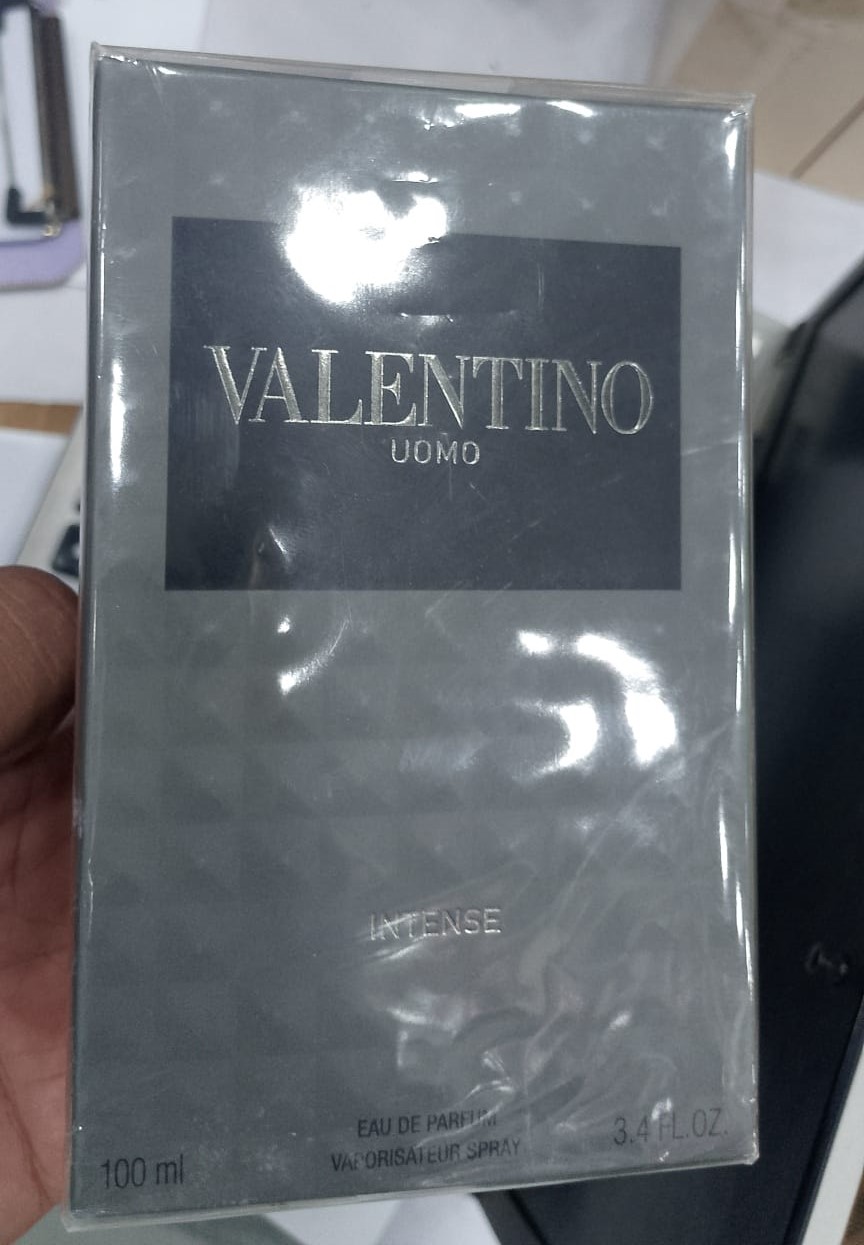 VALENTINO
UOMO
INTENSE
EAU DE PARFUM
VAPORISATEUR SPRAY
100 ml
3.4 FL.OZ.